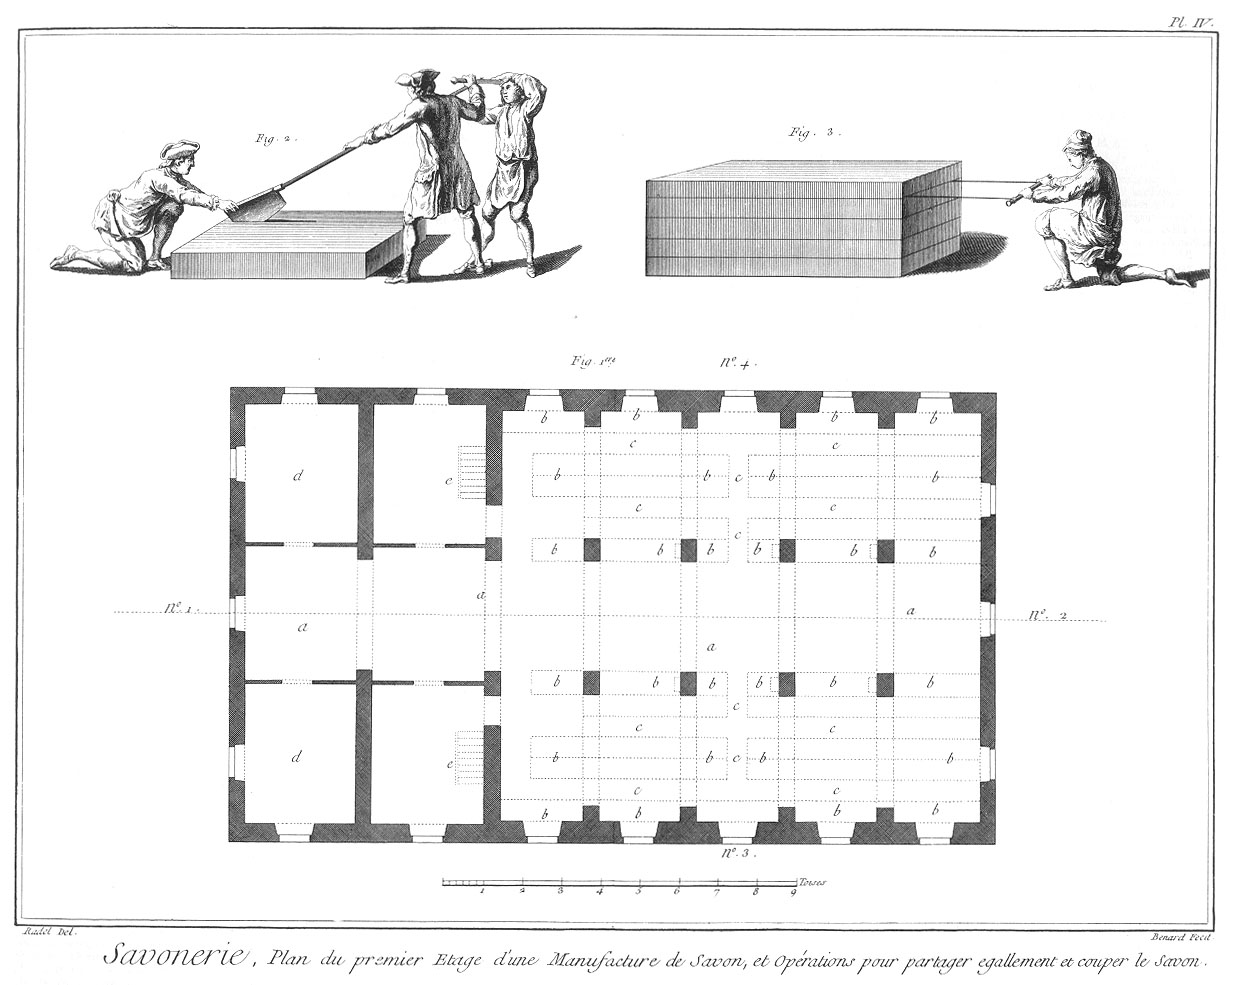 Pl. IV.
Fig. 2.
Fig. 3.
Fig. 1ere
No. 4.
b b b b
c c
d e b b c b b
c c
c
b b b b b b
a
No. 1. a a No. 2
a
b b b b b b
c
c c
d e b b c b b
c c
b b b b
No. 3.
1 2 3 4 5 6 7 8 9 Toises
Radel Del.
Benard Fecit
Savonerie, Plan du premier Etage d'une Manufacture de Savon, et Opérations pour partager egallement et couper le Savon.